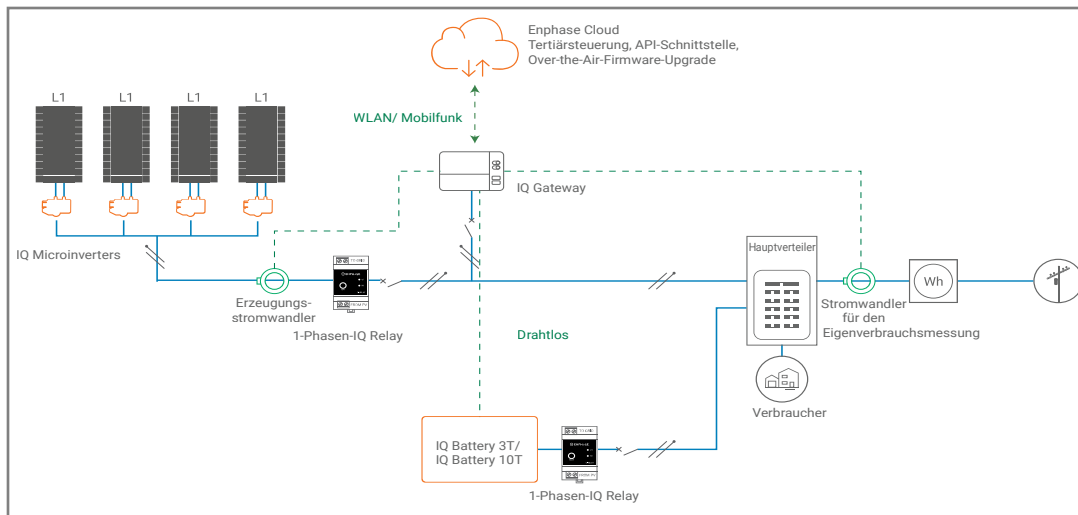 Enphase Cloud
Tertiärsteuerung, API-Schnittstelle,
Over-the-Air-Firmware-Upgrade
L1
L1
L1
L1
WLAN/ Mobilfunk
IQ Gateway
IQ Microinverters
Hauptverteiler
Wh
Erzeugungs-
stromwandler
1-Phasen-IQ Relay
Stromwandler
für den
Eigenverbrauchsmessung
Drahtlos
Verbraucher
IQ Battery 3T/
IQ Battery 10T
1-Phasen-IQ Relay